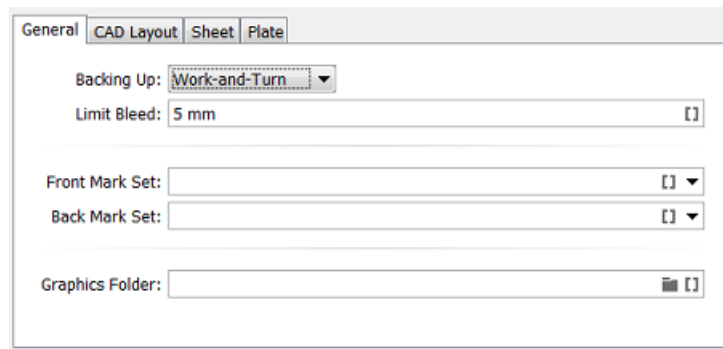 General CAD Layout Sheet Plate
Backing Up: Work-and-Turn
Limit Bleed: 5 mm
Front Mark Set:
Back Mark Set:
Graphics Folder: